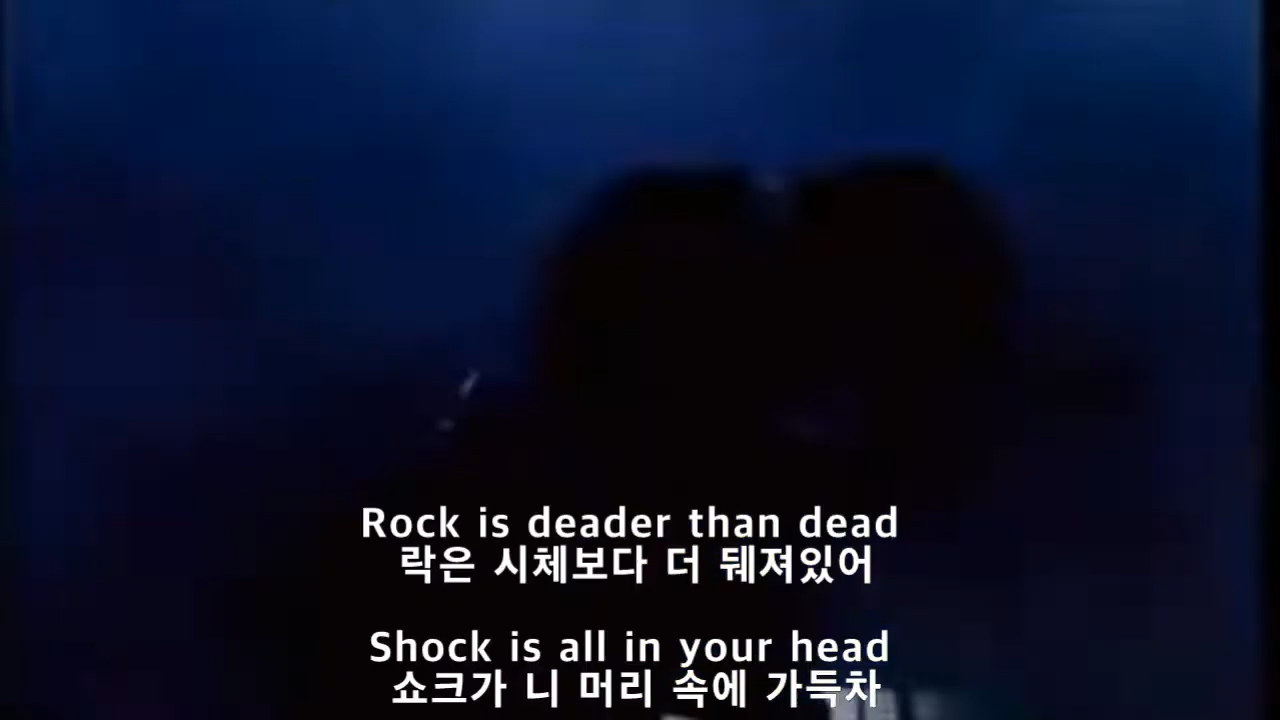 Rock is deader than dead
락은 시체보다 더 뒈져있어
Shock is all in your head
쇼크가 니 머리 속에 가득차